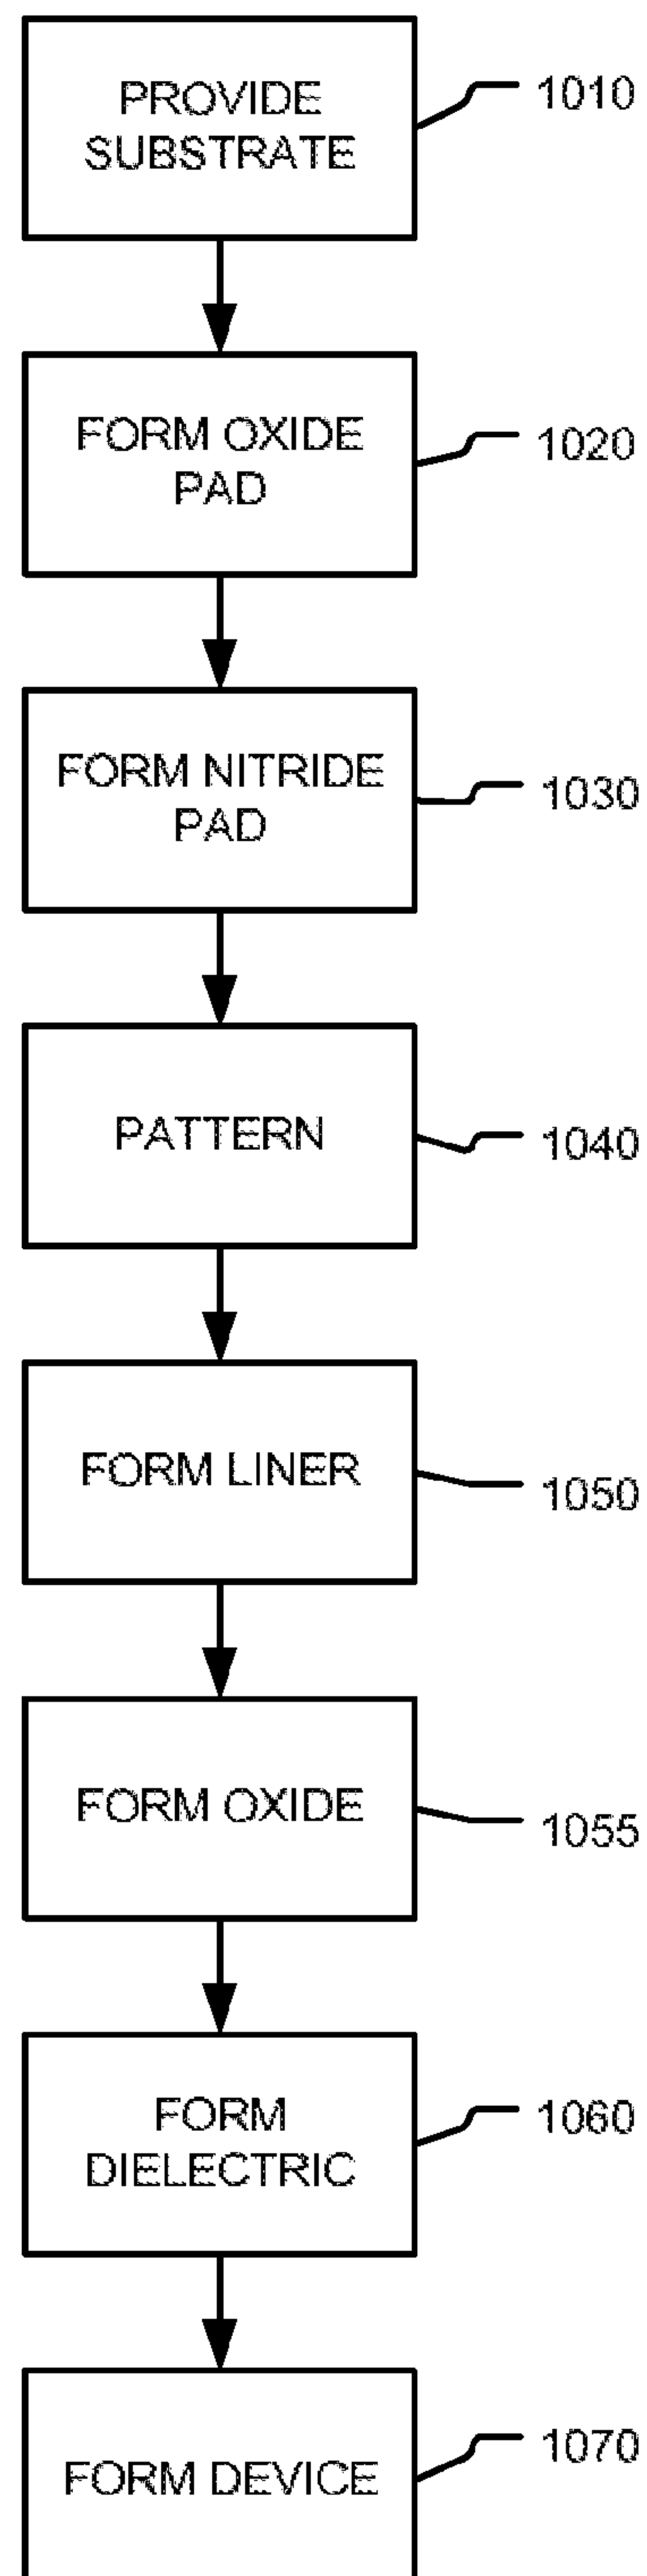 PROVIDE
SUBSTRATE
1010
FORM OXIDE
PAD
1020
FORM NITRIDE
PAD
1030
PATTERN
1040
FORM LINER
1050
FORM OXIDE
1055
FORM
DIELECTRIC
1060
FORM DEVICE
1070